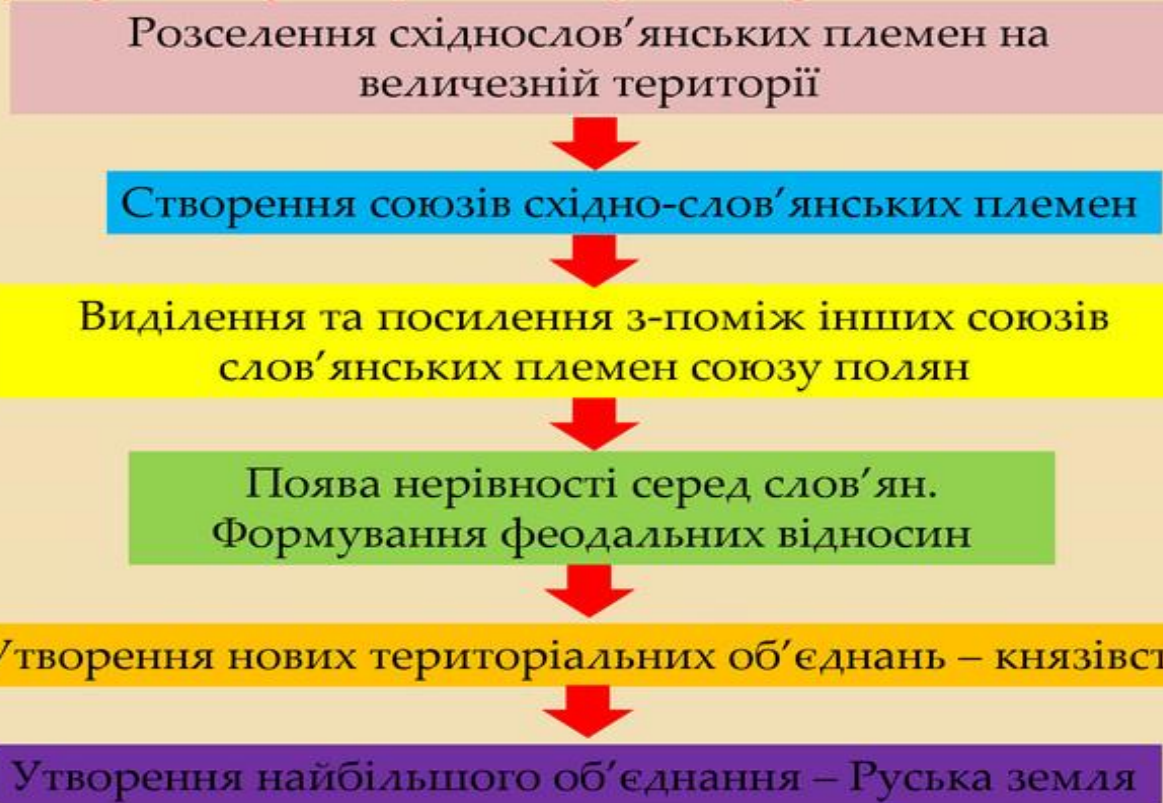 Розселення східнослов’янських племен на
величезній території
Створення союзів східно-слов’янських племен
Виділення та посилення з-поміж інших союзів
слов’янських племен союзу полян
Поява нерівності серед слов’ян.
Формування феодальних відносин
Утворення нових територіальних об’єднань – князівст
Утворення найбільшого об’єднання – Руська земля